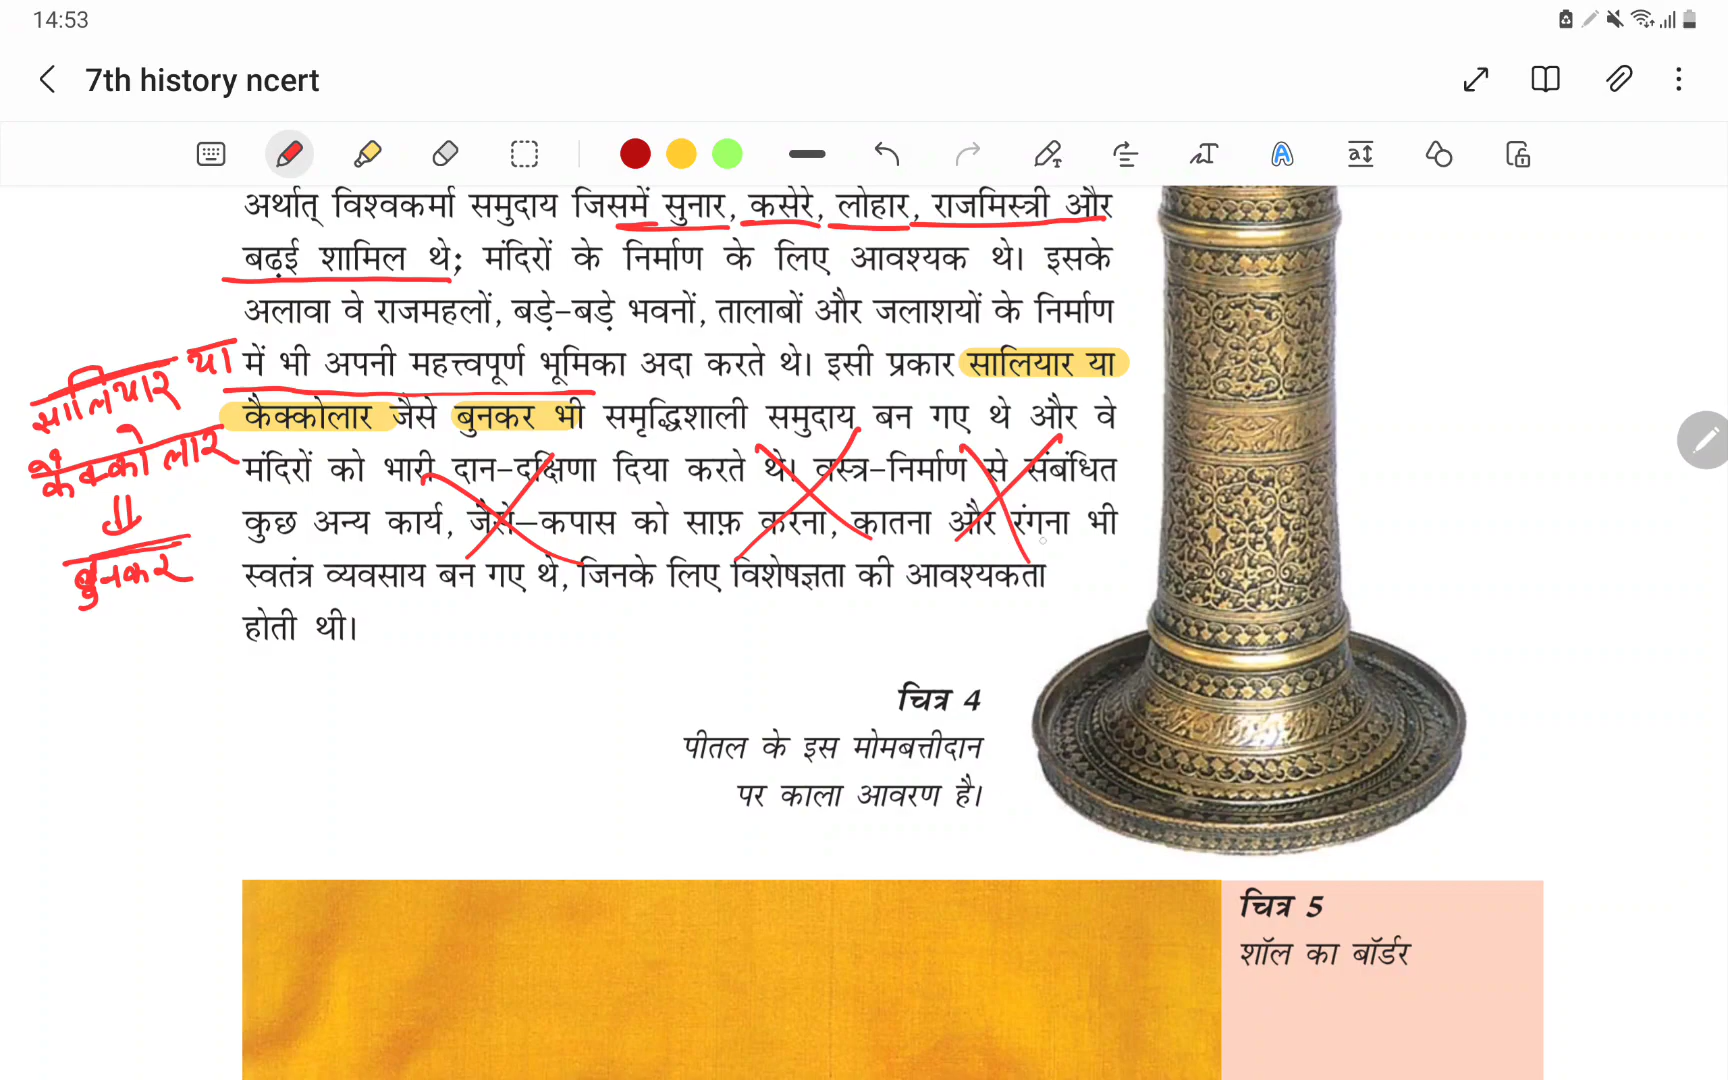 14:53
7th history ncert
अर्थात् विश्वकर्मा समुदाय जिसमें सुनार, कसेरे, लोहार, राजमिस्त्री और
बढ़ई शामिल थे; मंदिरों के निर्माण के लिए आवश्यक थे। इसके
अलावा वे राजमहलों, बड़े-बड़े भवनों, तालाबों और जलाशयों के निर्माण
में भी अपनी महत्त्वपूर्ण भूमिका अदा करते थे। इसी प्रकार सालियार या
कैक्कोलार जैसे बुनकर भी समृद्धिशाली समुदाय बन गए थे और वे
मंदिरों को भारी दान-दक्षिणा दिया करते थे। वस्त्र-निर्माण से संबंधित
कुछ अन्य कार्य, जैसे–कपास को साफ़ करना, कातना और रंगना भी
स्वतंत्र व्यवसाय बन गए थे, जिनके लिए विशेषज्ञता की आवश्यकता
होती थी।
सालियार या
कैक्कोलार
बुनकर
चित्र 4
पीतल के इस मोमबत्तीदान
पर काला आवरण है।
चित्र 5
शॉल का बॉर्डर